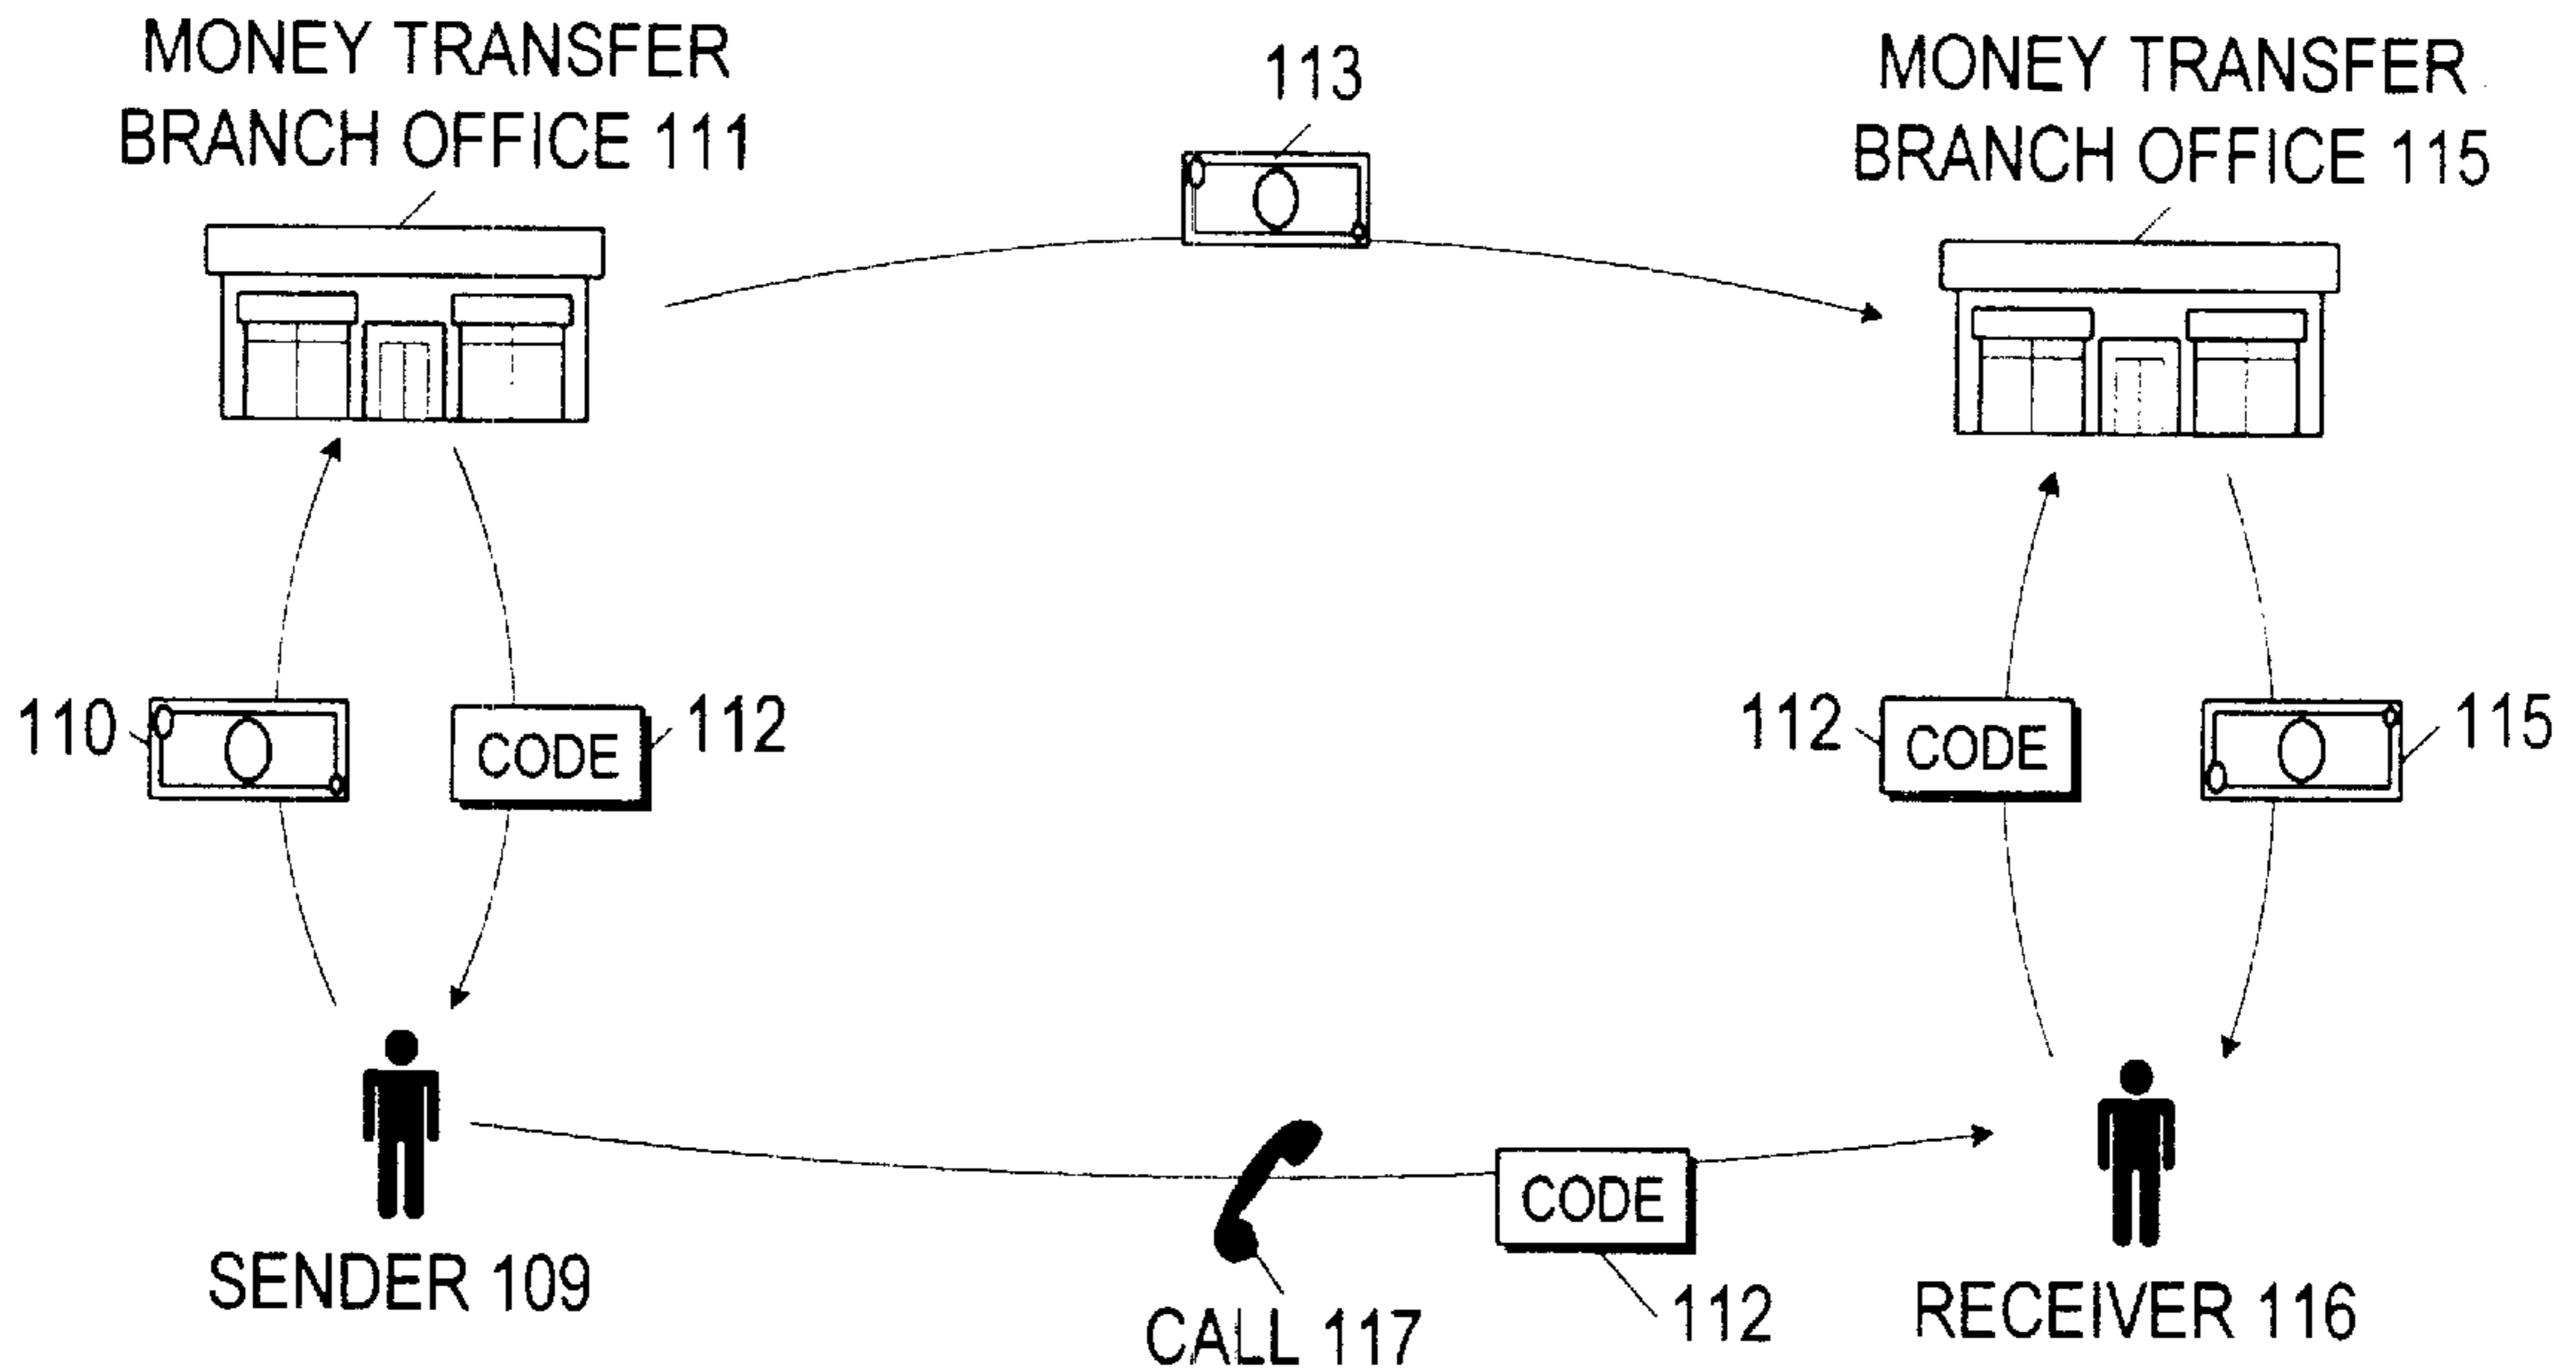 MONEY TRANSFER
BRANCH OFFICE 111
113
MONEY TRANSFER
BRANCH OFFICE 115
110
CODE
112
112
CODE
115
SENDER 109
CALL 117
CODE
112
RECEIVER 116